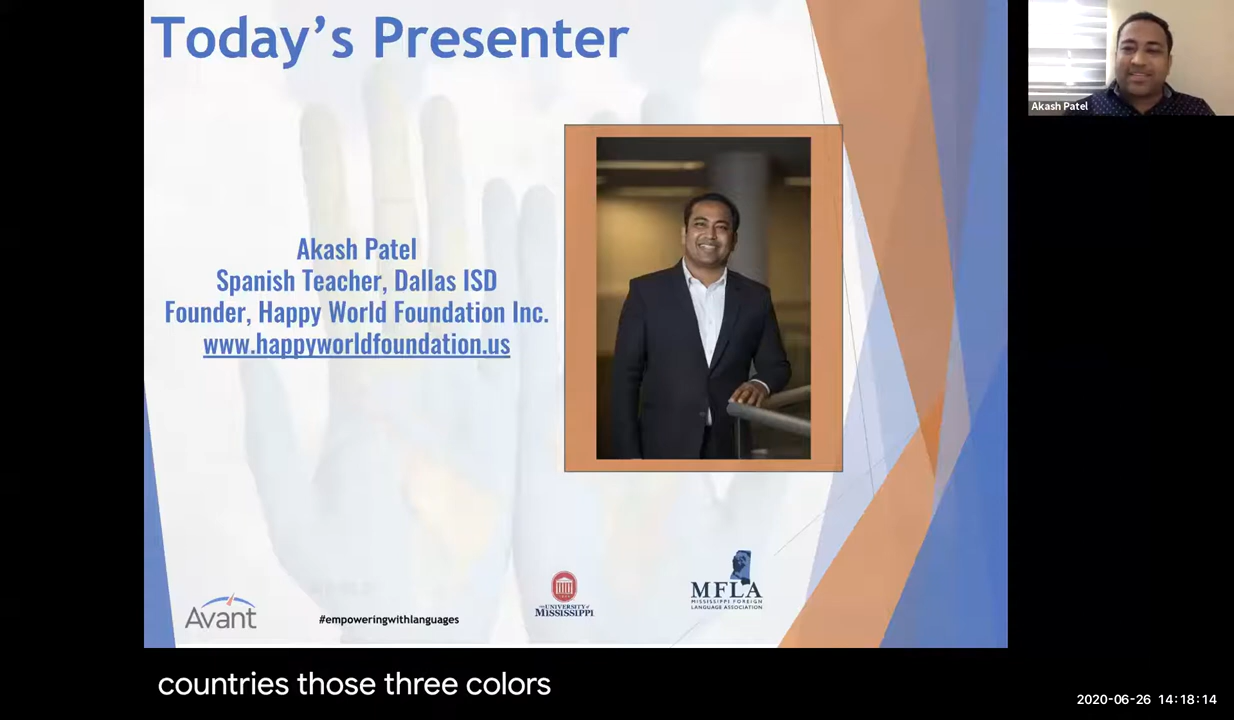 Today's Presenter
Akash Patel
Akash Patel
Spanish Teacher, Dallas ISD
Founder, Happy World Foundation Inc.
www.happyworldfoundation.us
Avant
#empoweringwithlanguages
THE UNIVERSITY of
MISSISSIPPI
MFLA
MISSISSIPPI FOREIGN
LANGUAGE ASSOCIATION
countries those three colors
2020-06-26 14:18:14